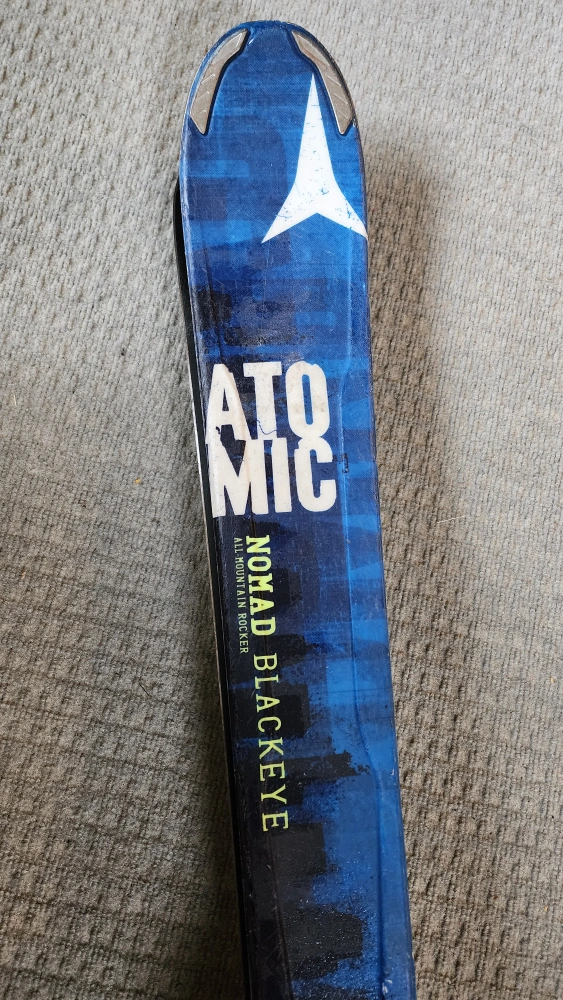 ATO
MIC
NOMAD BLACKEYE
ALL-MOUNTAIN ROCKER